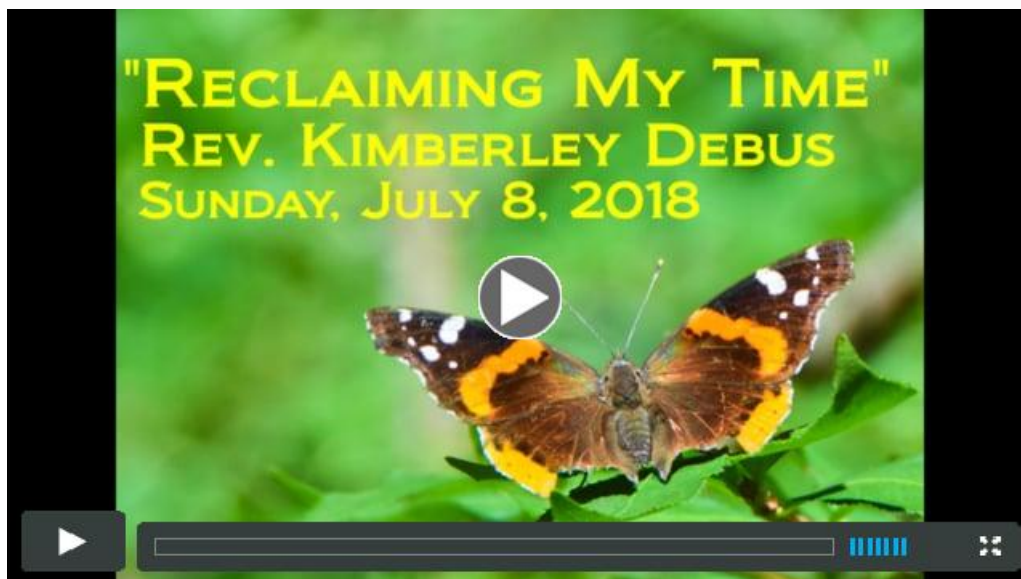 "Reclaiming My Time"
Rev. Kimberley Debus
Sunday, July 8, 2018